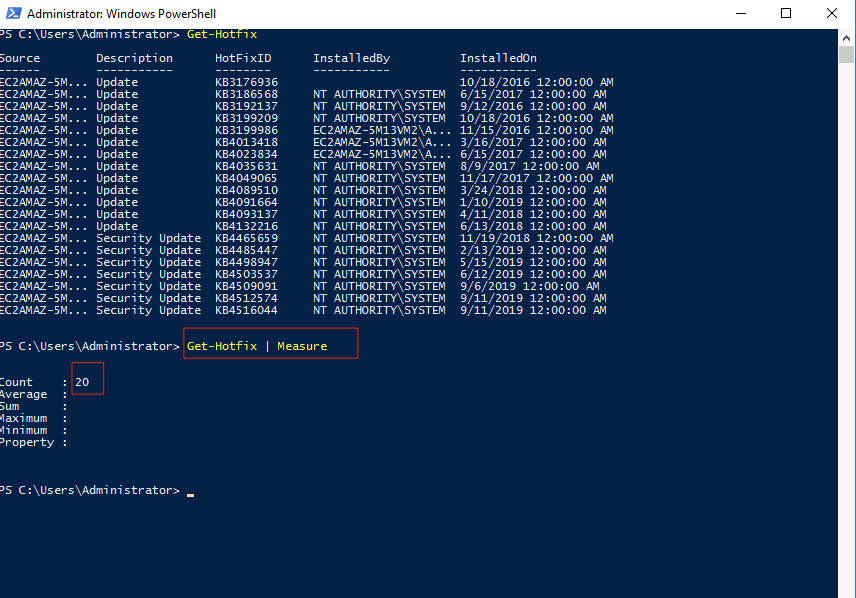 Administrator: Windows PowerShell
PS C:\Users\Administrator> Get-Hotfix
Source Description HotFixID InstalledBy InstalledOn
------ ----------- -------- ----------- -----------
EC2AMAZ-5M... Update KB3176936 10/18/2016 12:00:00 AM
EC2AMAZ-5M... Update KB3186568 NT AUTHORITY\SYSTEM 6/15/2017 12:00:00 AM
EC2AMAZ-5M... Update KB3192137 NT AUTHORITY\SYSTEM 9/12/2016 12:00:00 AM
EC2AMAZ-5M... Update KB3199209 NT AUTHORITY\SYSTEM 10/18/2016 12:00:00 AM
EC2AMAZ-5M... Update KB3199986 EC2AMAZ-5M13VM2\A... 11/15/2016 12:00:00 AM
EC2AMAZ-5M... Update KB4013418 EC2AMAZ-5M13VM2\A... 3/16/2017 12:00:00 AM
EC2AMAZ-5M... Update KB4023834 EC2AMAZ-5M13VM2\A... 6/15/2017 12:00:00 AM
EC2AMAZ-5M... Update KB4035631 NT AUTHORITY\SYSTEM 8/9/2017 12:00:00 AM
EC2AMAZ-5M... Update KB4049065 NT AUTHORITY\SYSTEM 11/17/2017 12:00:00 AM
EC2AMAZ-5M... Update KB4089510 NT AUTHORITY\SYSTEM 3/24/2018 12:00:00 AM
EC2AMAZ-5M... Update KB4091664 NT AUTHORITY\SYSTEM 1/10/2019 12:00:00 AM
EC2AMAZ-5M... Update KB4093137 NT AUTHORITY\SYSTEM 4/11/2018 12:00:00 AM
EC2AMAZ-5M... Update KB4132216 NT AUTHORITY\SYSTEM 6/13/2018 12:00:00 AM
EC2AMAZ-5M... Security Update KB4465659 NT AUTHORITY\SYSTEM 11/19/2018 12:00:00 AM
EC2AMAZ-5M... Security Update KB4485447 NT AUTHORITY\SYSTEM 2/13/2019 12:00:00 AM
EC2AMAZ-5M... Security Update KB4498947 NT AUTHORITY\SYSTEM 5/15/2019 12:00:00 AM
EC2AMAZ-5M... Security Update KB4503537 NT AUTHORITY\SYSTEM 6/12/2019 12:00:00 AM
EC2AMAZ-5M... Security Update KB4509091 NT AUTHORITY\SYSTEM 9/6/2019 12:00:00 AM
EC2AMAZ-5M... Security Update KB4512574 NT AUTHORITY\SYSTEM 9/11/2019 12:00:00 AM
EC2AMAZ-5M... Security Update KB4516044 NT AUTHORITY\SYSTEM 9/11/2019 12:00:00 AM
PS C:\Users\Administrator> Get-Hotfix | Measure
Count : 20
Average :
Sum :
Maximum :
Minimum :
Property :
PS C:\Users\Administrator>